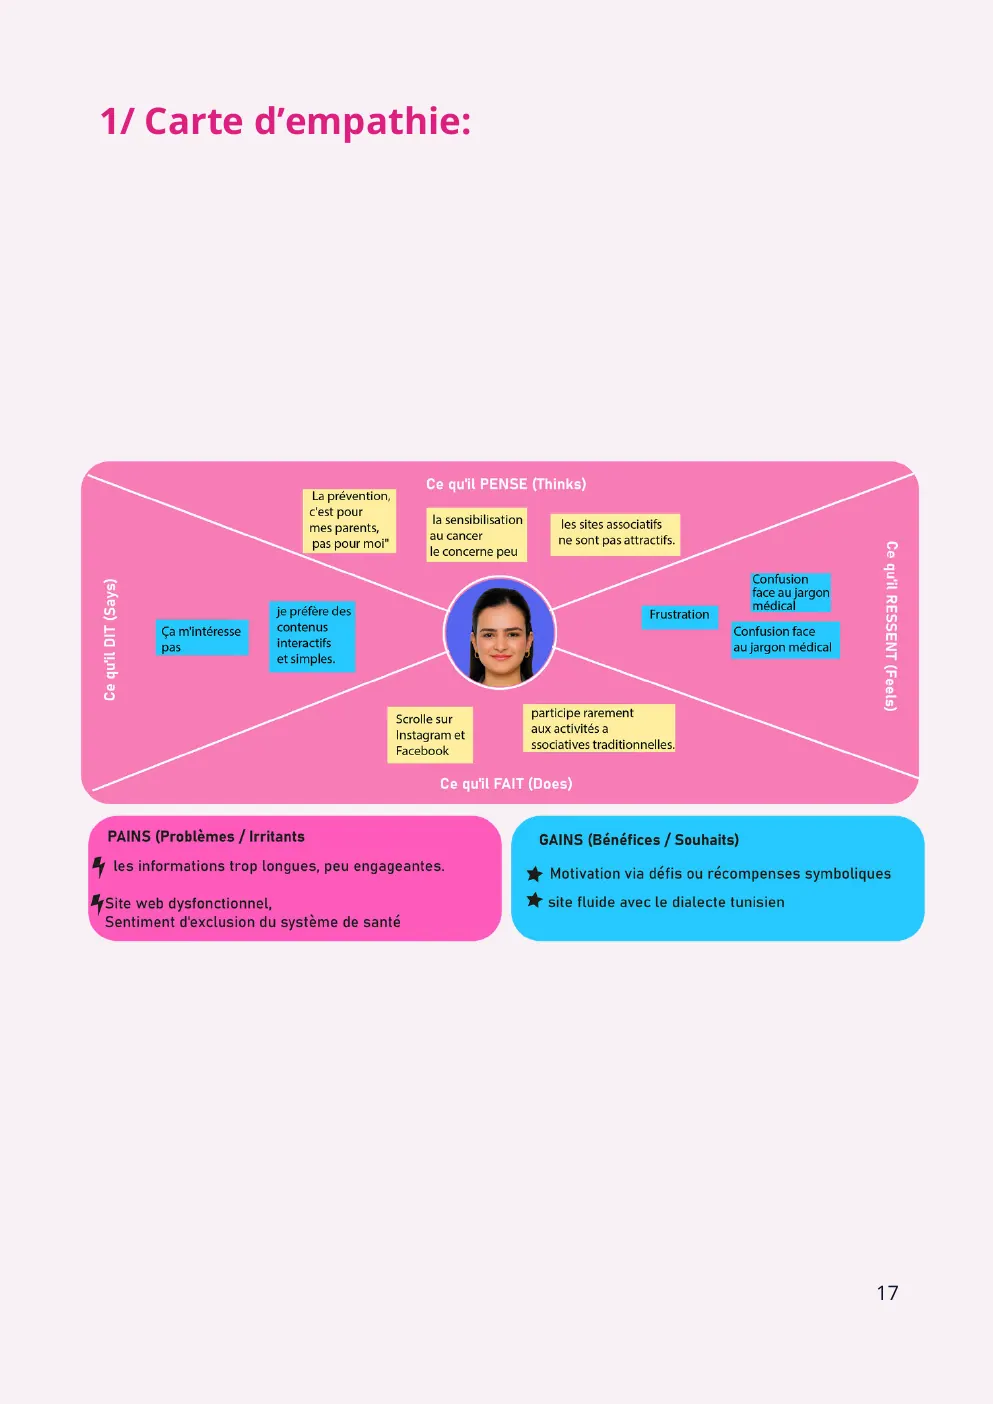 1/ Carte d’empathie:
Ce qu'il PENSE (Thinks)
La prévention,
c'est pour
mes parents,
pas pour moi"
la sensibilisation
au cancer
le concerne peu
les sites associatifs
ne sont pas attractifs.
Ce qu'il DIT (Says)
Ça m'intéresse
pas
je préfère des
contenus
interactifs
et simples.
Frustration
Confusion
face au jargon
médical
Confusion face
au jargon médical
Ce qu'il RESSENT (Feels)
Scrolle sur
Instagram et
Facebook
participe rarement
aux activités a
ssociatives traditionnelles.
Ce qu'il FAIT (Does)
PAINS (Problèmes / Irritants
les informations trop longues, peu engageantes.
Site web dysfonctionnel,
Sentiment d'exclusion du système de santé
GAINS (Bénéfices / Souhaits)
Motivation via défis ou récompenses symboliques
site fluide avec le dialecte tunisien
17